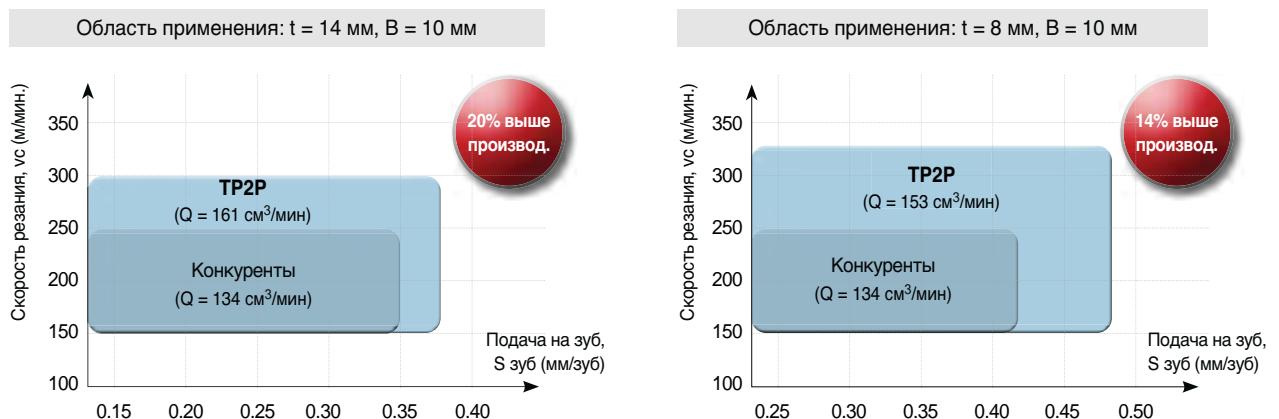 Область применения: t = 14 мм, B = 10 мм
Скорость резания, vc (м/мин.)
350
300
250
200
150
100
20% выше
производ.
TP2P
(Q = 161 см³/мин)
Конкуренты
(Q = 134 см³/мин)
Подача на зуб,
S зуб (мм/зуб)
0.15 0.20 0.25 0.30 0.35 0.40
Область применения: t = 8 мм, B = 10 мм
Скорость резания, vc (м/мин.)
350
300
250
200
150
100
14% выше
производ.
TP2P
(Q = 153 см³/мин)
Конкуренты
(Q = 134 см³/мин)
Подача на зуб,
S зуб (мм/зуб)
0.25 0.30 0.35 0.40 0.45 0.50